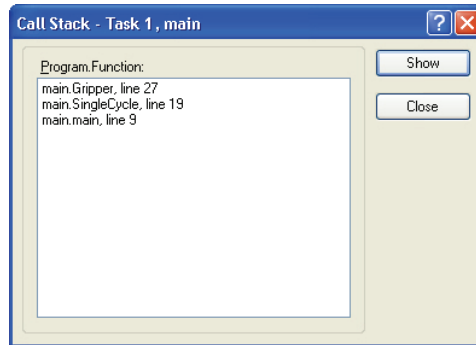 Call Stack - Task 1, main
?
Program.Function:
Show
main.Gripper, line 27
main.SingleCycle, line 19
main.main, line 9
Close